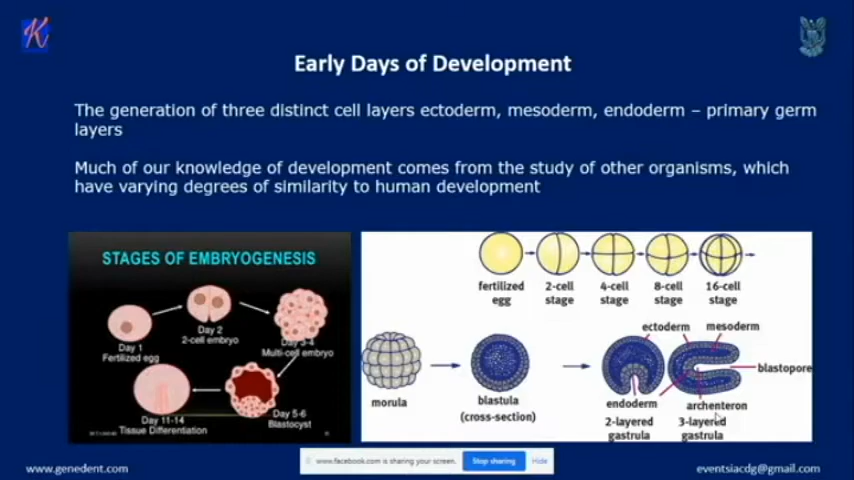 K
Early Days of Development
The generation of three distinct cell layers ectoderm, mesoderm, endoderm – primary germ
layers
Much of our knowledge of development comes from the study of other organisms, which
have varying degrees of similarity to human development
STAGES OF EMBRYOGENESIS
Day 1
Fertilized egg
Day 2
2-cell embryo
Day 3-4
Multi-cell embryo
Day 5-6
Blastocyst
Day 11-14
Tissue Differentiation
fertilized
egg
2-cell
stage
4-cell
stage
8-cell
stage
16-cell
stage
morula
blastula
(cross-section)
ectoderm
mesoderm
blastopore
endoderm
archenteron
2-layered
gastrula
3-layered
gastrula
www.genedent.com
www.facebook.com is sharing your screen.
Stop sharing
Hide
eventsiacdg@gmail.com